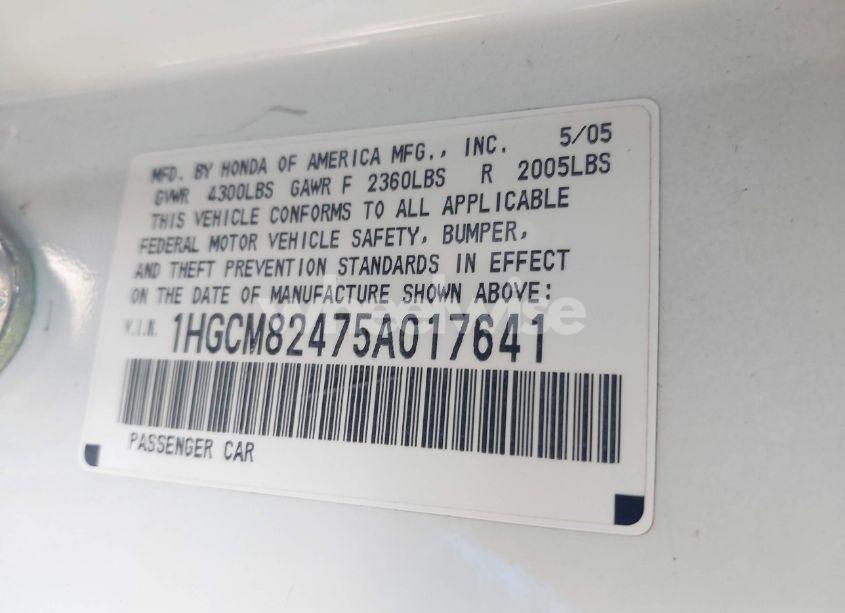 MFD. BY HONDA OF AMERICA MFG., INC. 5/05
GVWR 4300LBS GAWR F 2360LBS R 2005LBS
THIS VEHICLE CONFORMS TO ALL APPLICABLE
FEDERAL MOTOR VEHICLE SAFETY, BUMPER,
AND THEFT PREVENTION STANDARDS IN EFFECT
ON THE DATE OF MANUFACTURE SHOWN ABOVE:
V.I.N. 1HGCM82475A017641
PASSENGER CAR
wheelwise